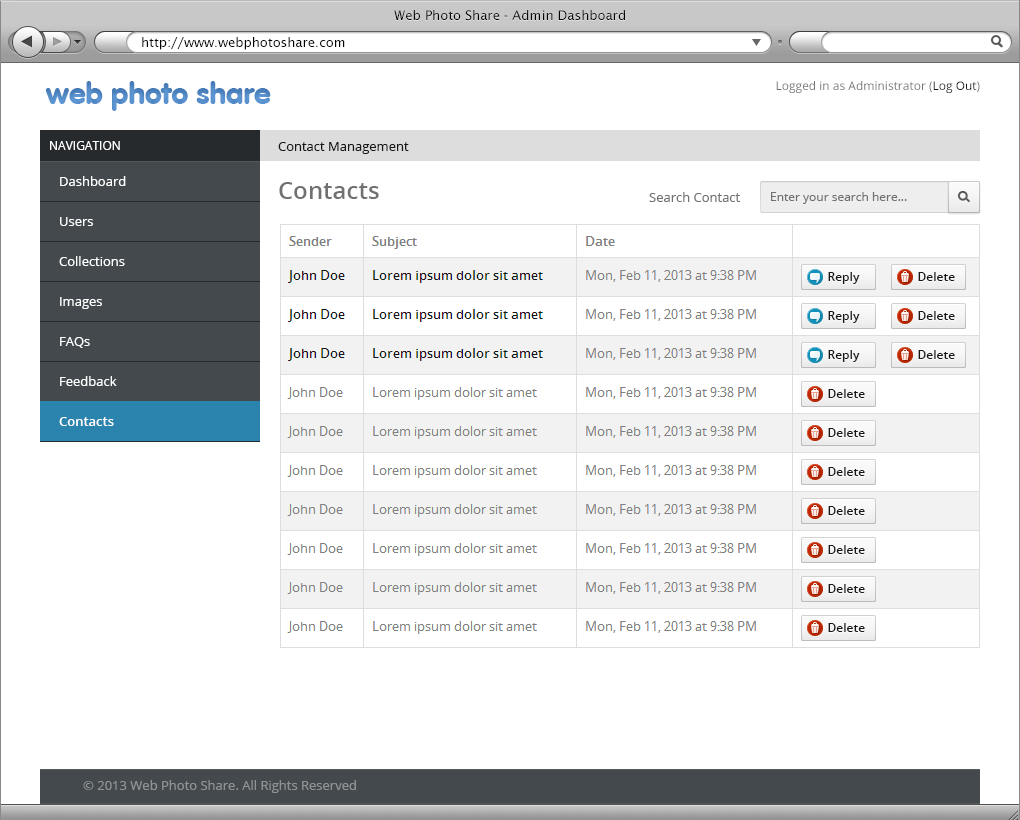 Web Photo Share - Admin Dashboard
http://www.webphotoshare.com
web photo share
Logged in as Administrator (Log Out)
NAVIGATION
Dashboard
Users
Collections
Images
FAQs
Feedback
Contacts
Contact Management
Contacts
Search Contact
Enter your search here...
Sender Subject Date
John Doe Lorem ipsum dolor sit amet Mon, Feb 11, 2013 at 9:38 PM Reply Delete
John Doe Lorem ipsum dolor sit amet Mon, Feb 11, 2013 at 9:38 PM Reply Delete
John Doe Lorem ipsum dolor sit amet Mon, Feb 11, 2013 at 9:38 PM Reply Delete
John Doe Lorem ipsum dolor sit amet Mon, Feb 11, 2013 at 9:38 PM Delete
John Doe Lorem ipsum dolor sit amet Mon, Feb 11, 2013 at 9:38 PM Delete
John Doe Lorem ipsum dolor sit amet Mon, Feb 11, 2013 at 9:38 PM Delete
John Doe Lorem ipsum dolor sit amet Mon, Feb 11, 2013 at 9:38 PM Delete
John Doe Lorem ipsum dolor sit amet Mon, Feb 11, 2013 at 9:38 PM Delete
John Doe Lorem ipsum dolor sit amet Mon, Feb 11, 2013 at 9:38 PM Delete
John Doe Lorem ipsum dolor sit amet Mon, Feb 11, 2013 at 9:38 PM Delete
© 2013 Web Photo Share. All Rights Reserved